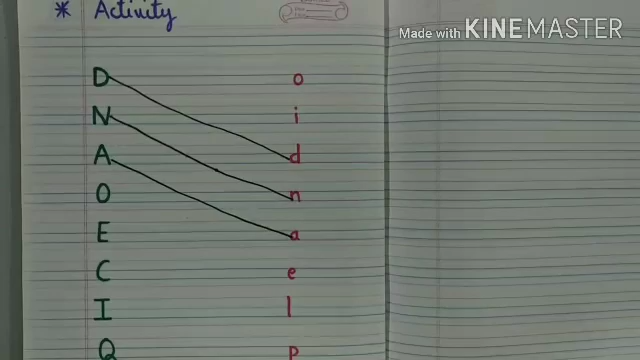 * Activity
Made with KINEMASTER
D o
N i
A d
O n
E a
C e
I l
Q p